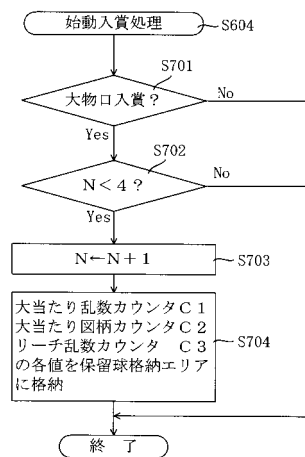 始動入賞処理
S604
S701
大物口入賞？
No
Yes
S702
N＜4？
No
Yes
N←N＋1
S703
大当たり乱数カウンタC1
大当たり図柄カウンタC2
リーチ乱数カウンタ C3
の各値を保留球格納エリア
に格納
S704
終 了